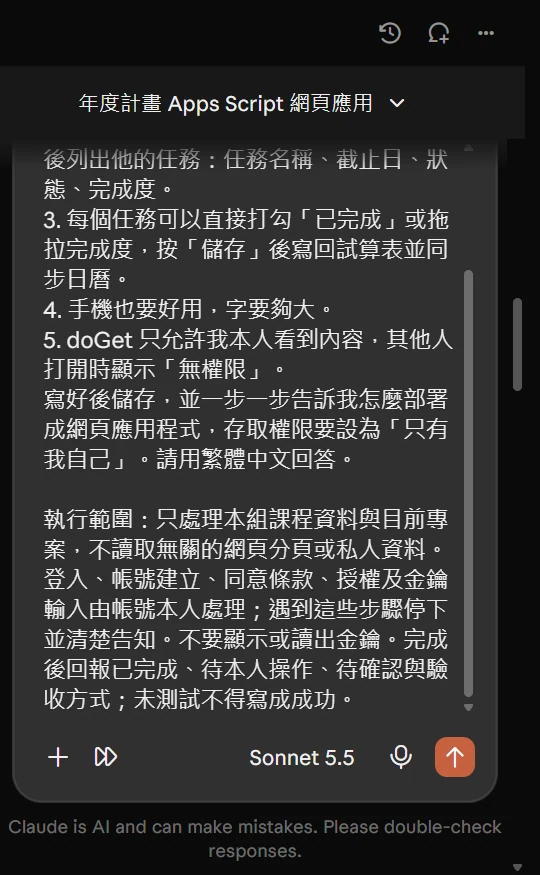 年度計畫 Apps Script 網頁應用
後列出他的任務：任務名稱、截止日、狀
態、完成度。
3. 每個任務可以直接打勾「已完成」或拖
拉完成度，按「儲存」後寫回試算表並同
步日曆。
4. 手機也要好用，字要夠大。
5. doGet 只允許我本人看到內容，其他人
打開時顯示「無權限」。
寫好後儲存，並一步一步告訴我怎麼部署
成網頁應用程式，存取權限要設為「只有
我自己」。請用繁體中文回答。
執行範圍：只處理本組課程資料與目前專
案，不讀取無關的網頁分頁或私人資料。
登入、帳號建立、同意條款、授權及金鑰
輸入由帳號本人處理；遇到這些步驟停下
並清楚告知。不要顯示或讀出金鑰。完成
後回報已完成、待本人操作、待確認與驗
收方式；未測試不得寫成成功。
Sonnet 5.5
Claude is AI and can make mistakes. Please double-check
responses.